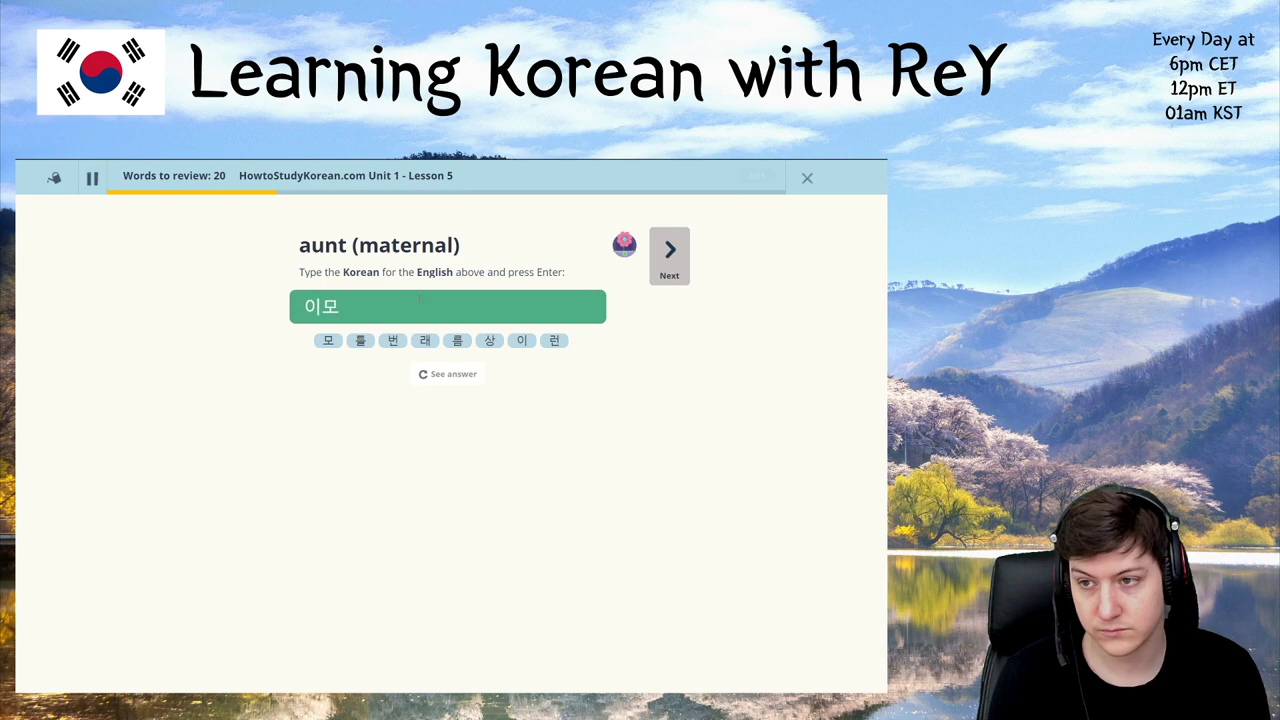 Learning Korean with ReY
Every Day at
6pm CET
12pm ET
01am KST
Words to review: 20 HowtoStudyKorean.com Unit 1 - Lesson 5
aunt (maternal)
Type the Korean for the English above and press Enter:
Next
이모
모 틀 번 래 름 상 이 런
See answer